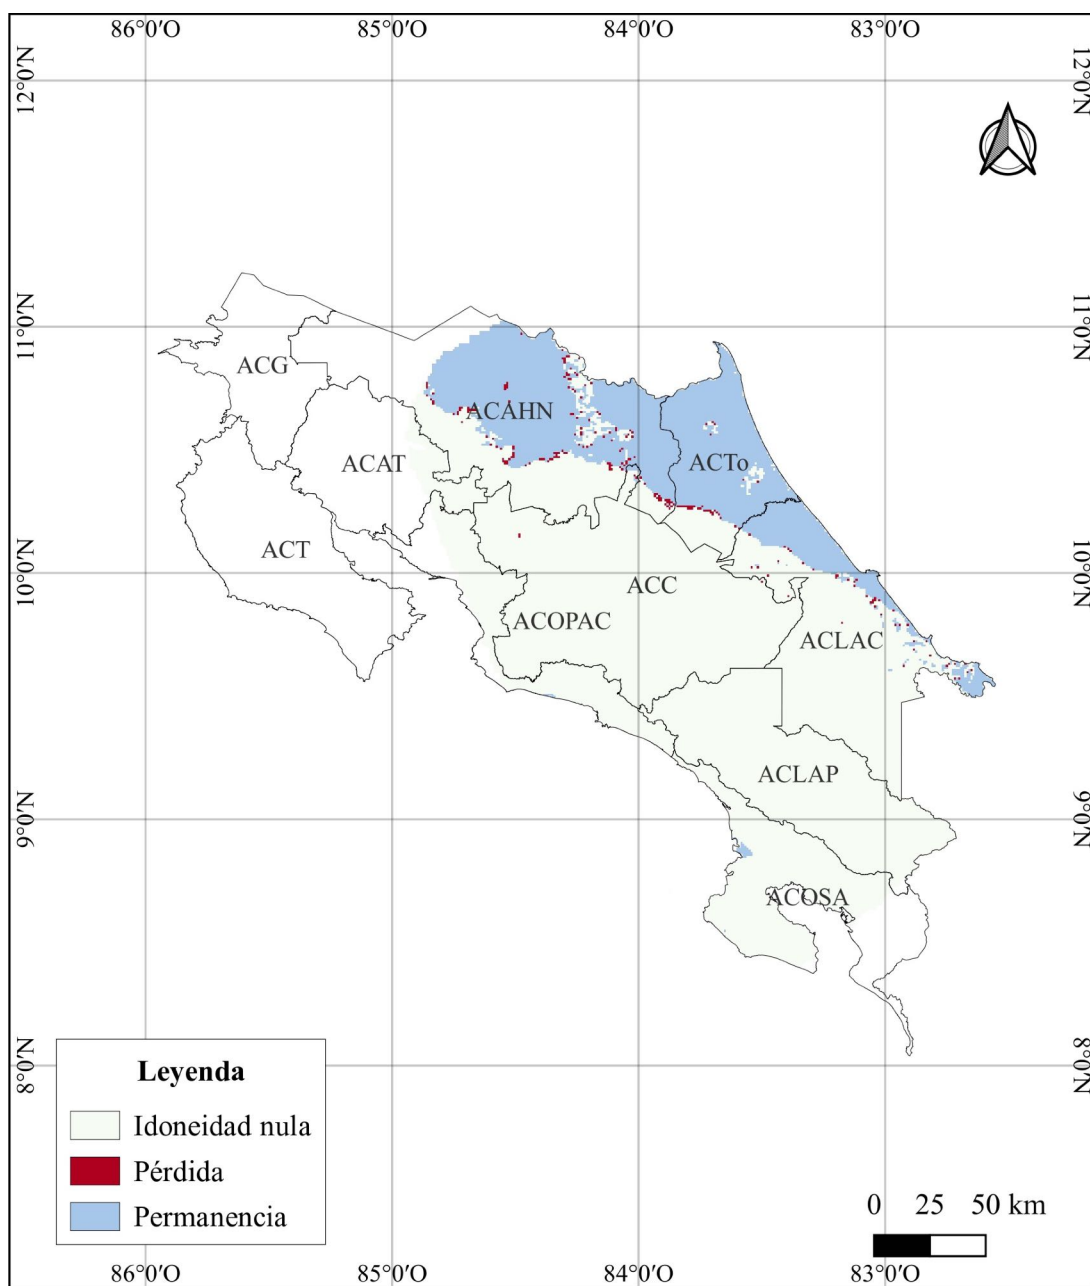 86°0'O 85°0'O 84°0'O 83°0'O
12°0'N 12°0'N
11°0'N 11°0'N
ACG
ACAHN
ACAT
ACTo
ACT
10°0'N 10°0'N
ACC
ACOPAC
ACLAC
ACLAP
9°0'N 9°0'N
ACOSA
8°0'N 8°0'N
Leyenda
Idoneidad nula
Pérdida
Permanencia
0 25 50 km
86°0'O 85°0'O 84°0'O 83°0'O